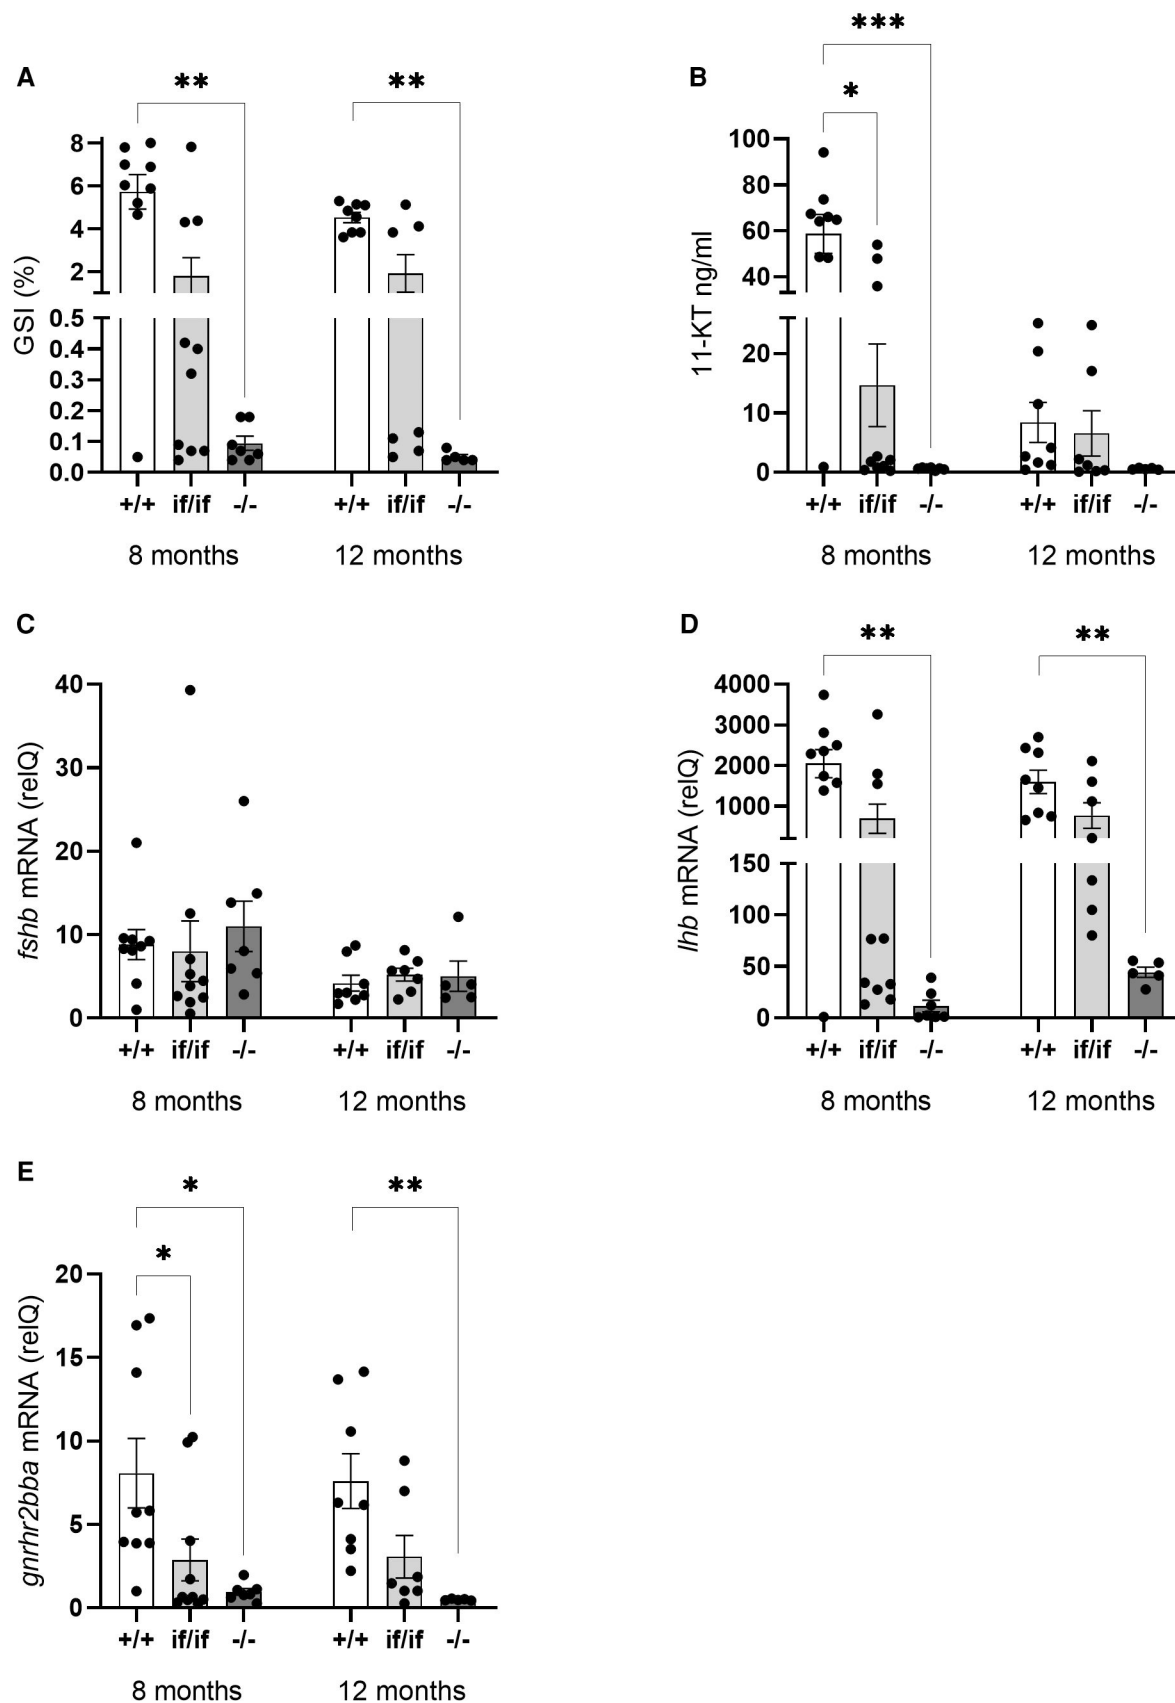 A
** **
GSI (%)
8
6
4
2
0.5
0.4
0.3
0.2
0.1
0.0
+/+ if/if -/- +/+ if/if -/-
8 months 12 months
B
***
*
11-KT ng/ml
100
80
60
40
20
10
0
+/+ if/if -/- +/+ if/if -/-
8 months 12 months
C
fshb mRNA (relQ)
40
30
20
10
0
+/+ if/if -/- +/+ if/if -/-
8 months 12 months
D
** **
lhb mRNA (relQ)
4000
3000
2000
1000
150
100
50
0
+/+ if/if -/- +/+ if/if -/-
8 months 12 months
E
* **
*
gnrhr2bba mRNA (relQ)
20
15
10
5
0
+/+ if/if -/- +/+ if/if -/-
8 months 12 months